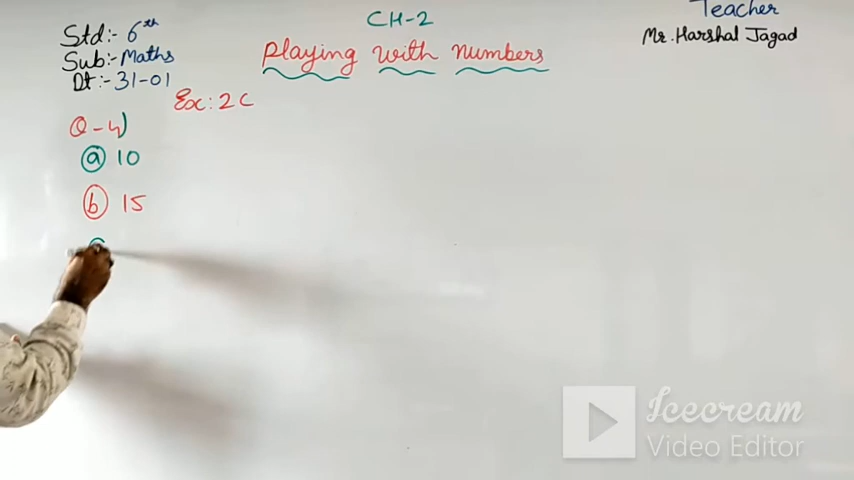 Std:- 6th
Sub:- Maths
Dt:- 31-01
CH-2
Playing with Numbers
Teacher
Mr. Harshal Jagad
Ex: 2C
Q-4)
(a) 10
(b) 15
Icecream
Video Editor